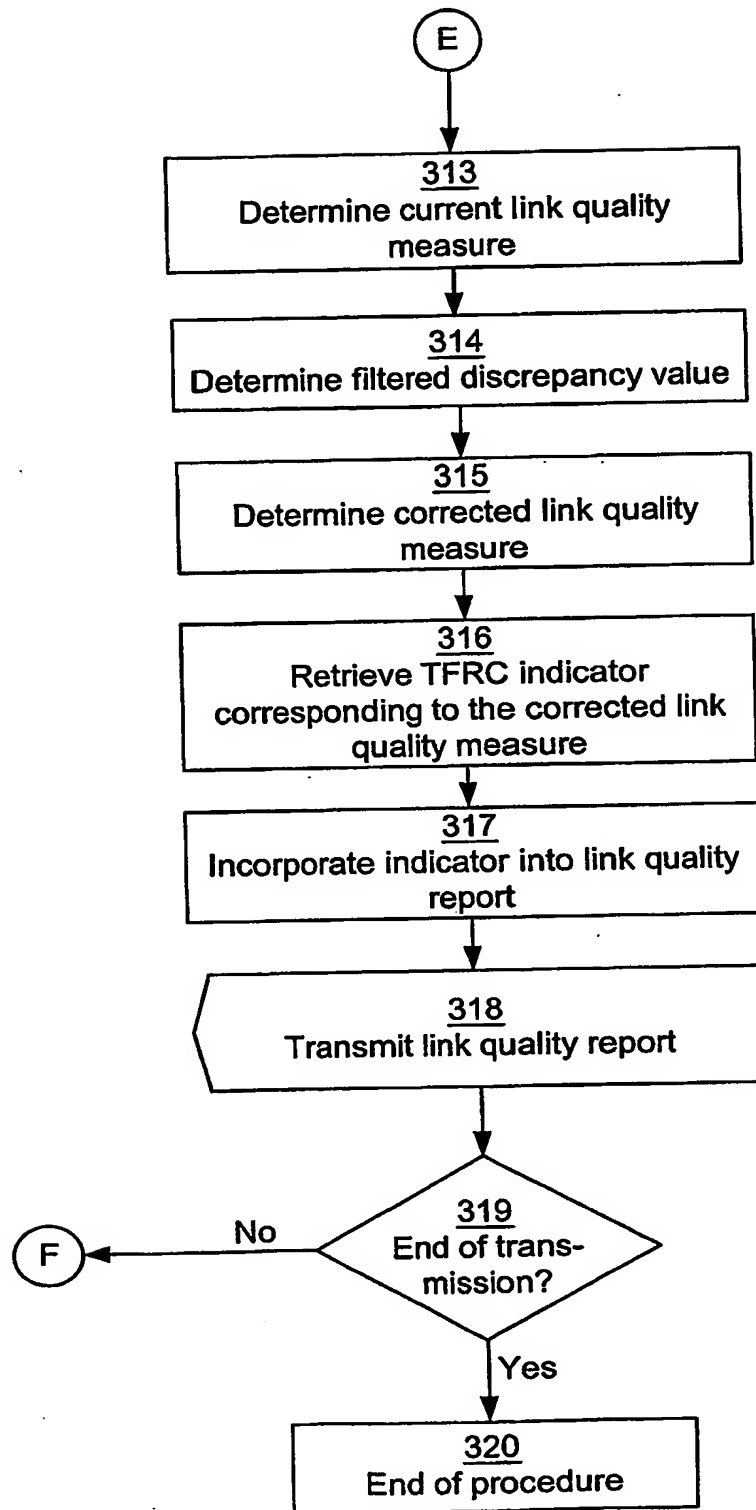 E
313
Determine current link quality
measure
314
Determine filtered discrepancy value
315
Determine corrected link quality
measure
316
Retrieve TFRC indicator
corresponding to the corrected link
quality measure
317
Incorporate indicator into link quality
report
318
Transmit link quality report
319
End of trans-
mission?
No
F
Yes
320
End of procedure